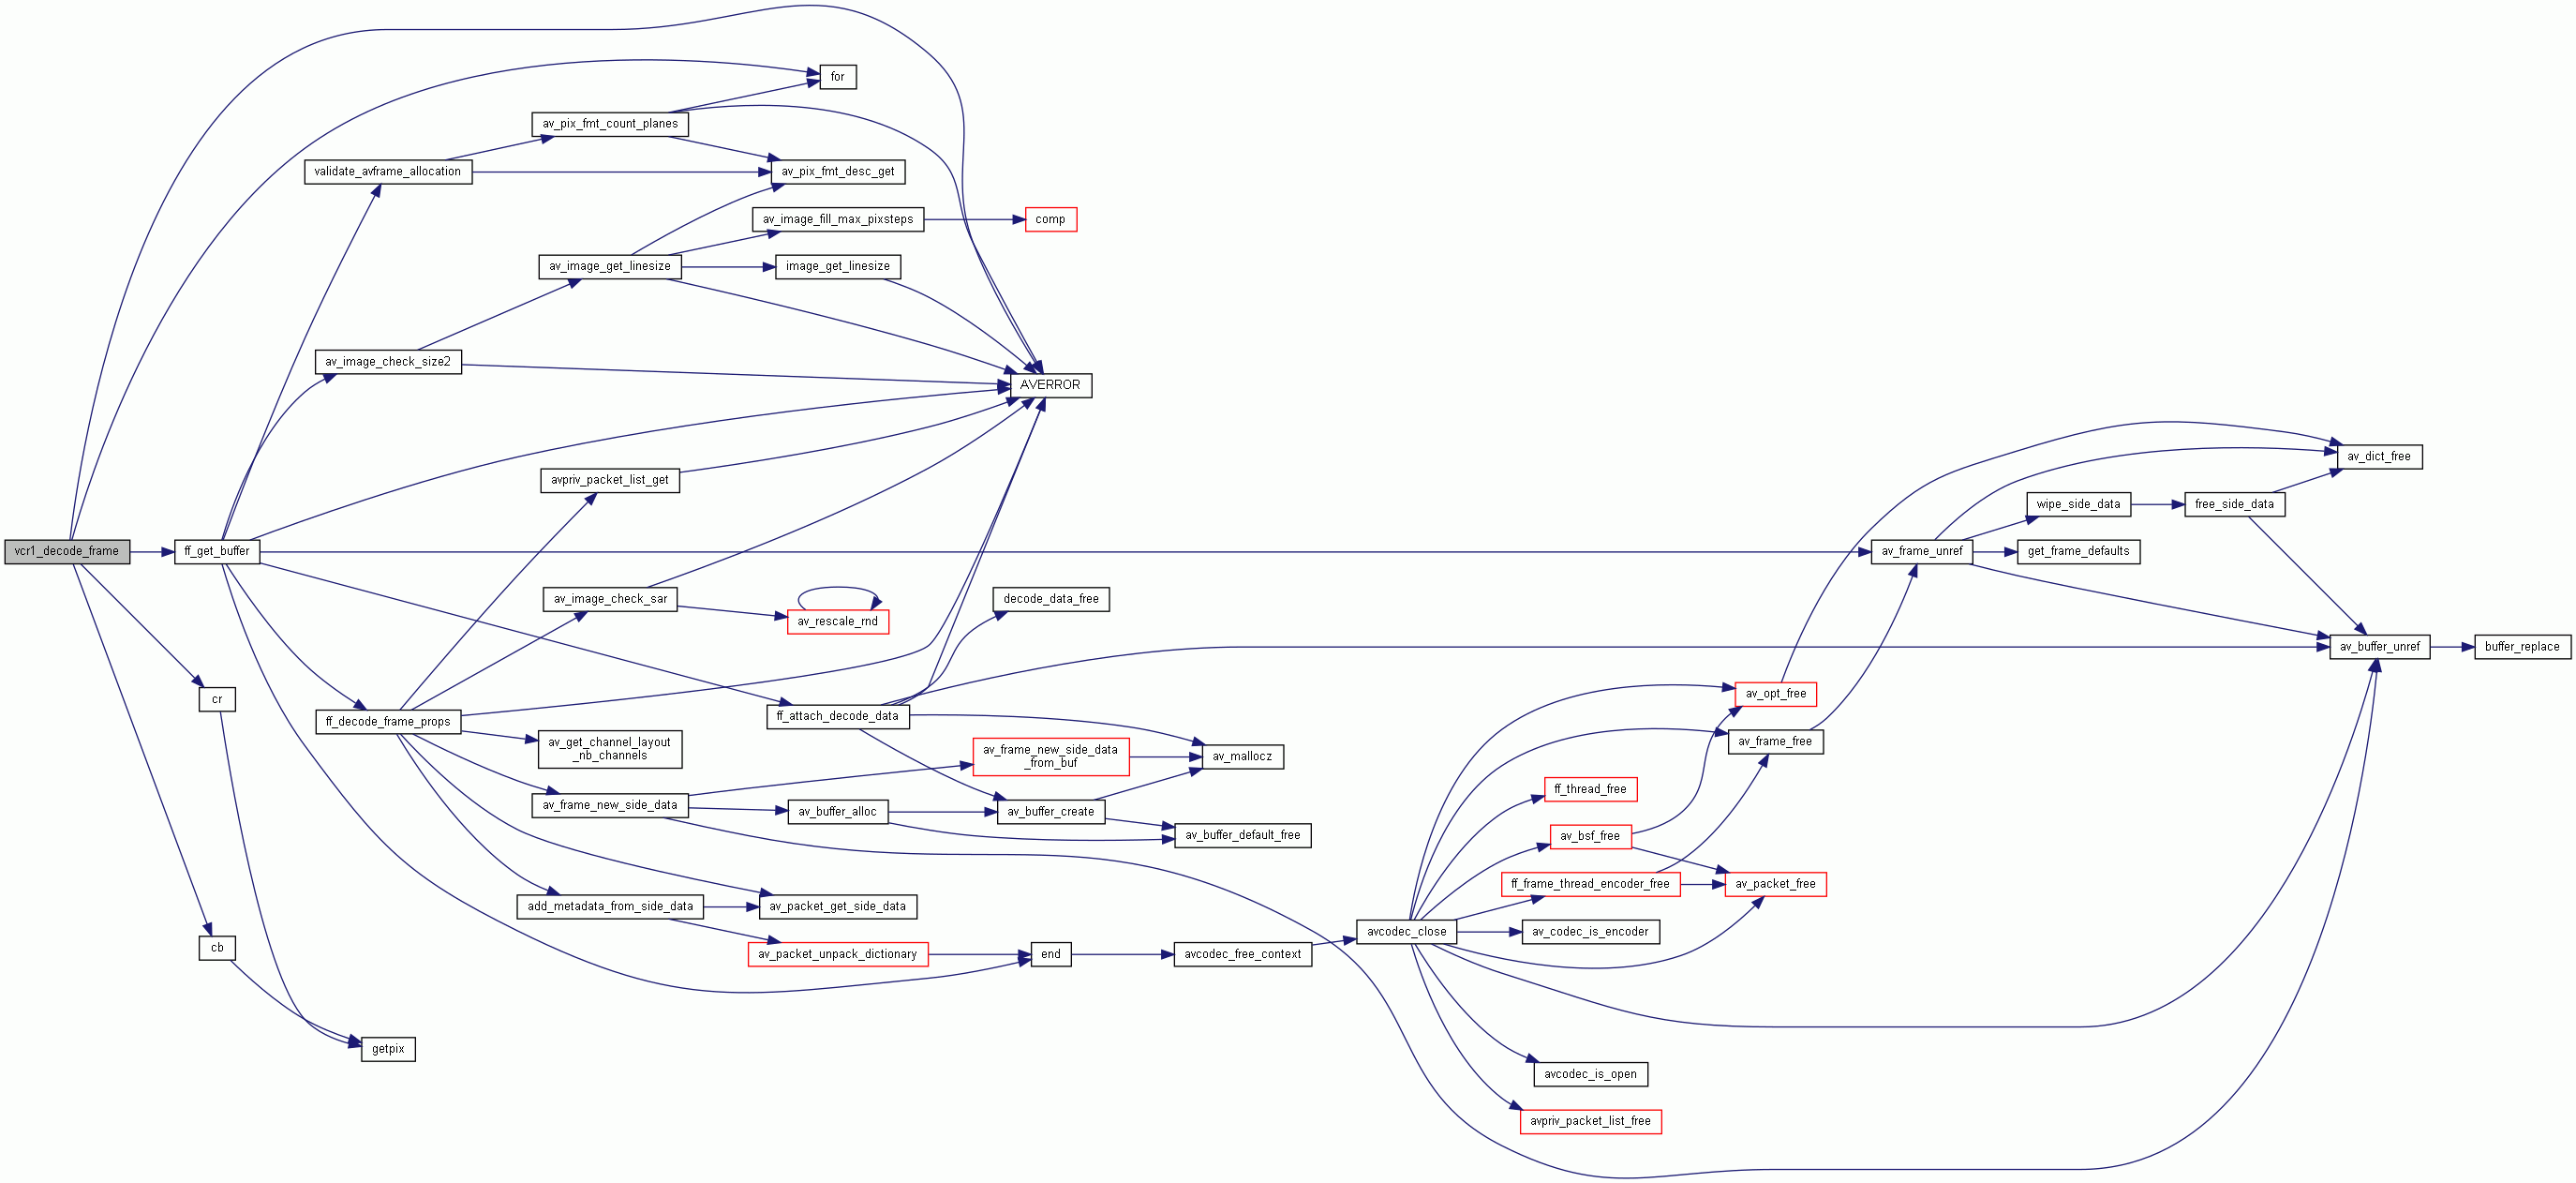 for
av_pix_fmt_count_planes
validate_avframe_allocation
av_pix_fmt_desc_get
av_image_fill_max_pixsteps
comp
av_image_get_linesize
image_get_linesize
av_image_check_size2
AVERROR
av_dict_free
avpriv_packet_list_get
wipe_side_data
free_side_data
vcr1_decode_frame
ff_get_buffer
av_frame_unref
get_frame_defaults
av_image_check_sar
decode_data_free
av_rescale_rnd
av_buffer_unref
buffer_replace
cr
av_opt_free
ff_decode_frame_props
ff_attach_decode_data
av_get_channel_layout
_nb_channels
av_frame_new_side_data
_from_buf
av_mallocz
av_frame_free
ff_thread_free
av_frame_new_side_data
av_buffer_alloc
av_buffer_create
av_buffer_default_free
av_bsf_free
ff_frame_thread_encoder_free
av_packet_free
add_metadata_from_side_data
av_packet_get_side_data
avcodec_close
av_codec_is_encoder
cb
av_packet_unpack_dictionary
end
avcodec_free_context
getpix
avcodec_is_open
avpriv_packet_list_free